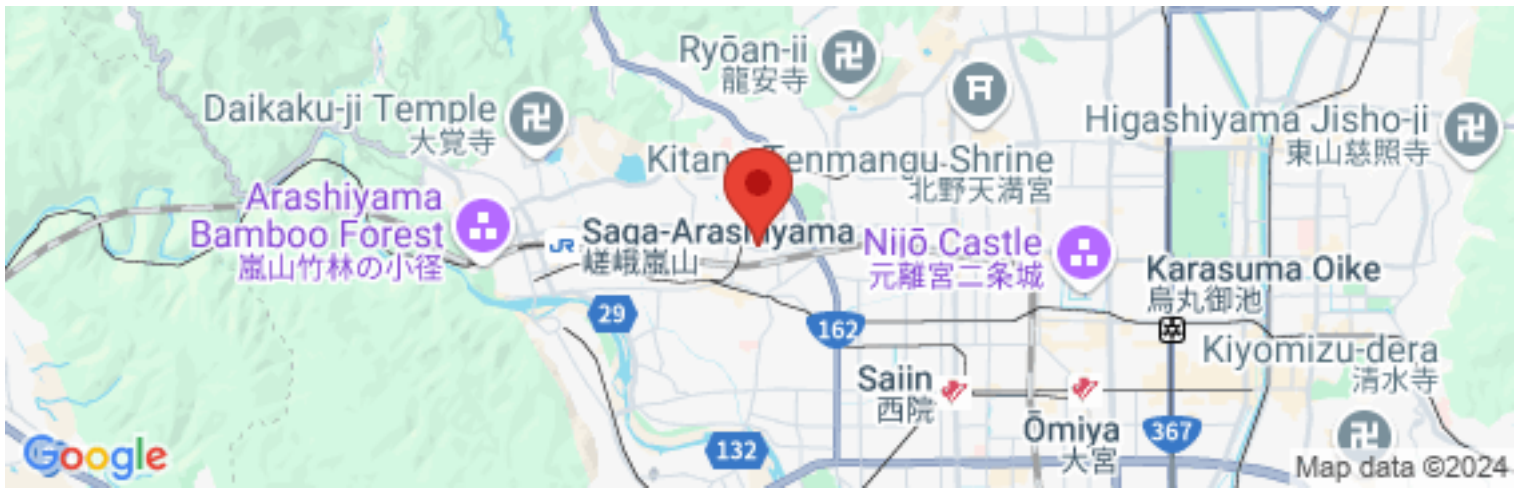 Ryōan-ji
龍安寺
Daikaku-ji Temple
大覚寺
Higashiyama Jisho-ji
東山慈照寺
Tenmangu Shrine
北野天満宮
Arashiyama
Bamboo Forest
嵐山竹林の小径
JR
Saga-Arashiyama
嵯峨嵐山
Nijō Castle
元離宮二条城
Karasuma Oike
烏丸御池
29
162
Kiyomizu-dera
清水寺
Saiin
西院
Ōmiya
大宮
367
132
Google
Map data ©2024